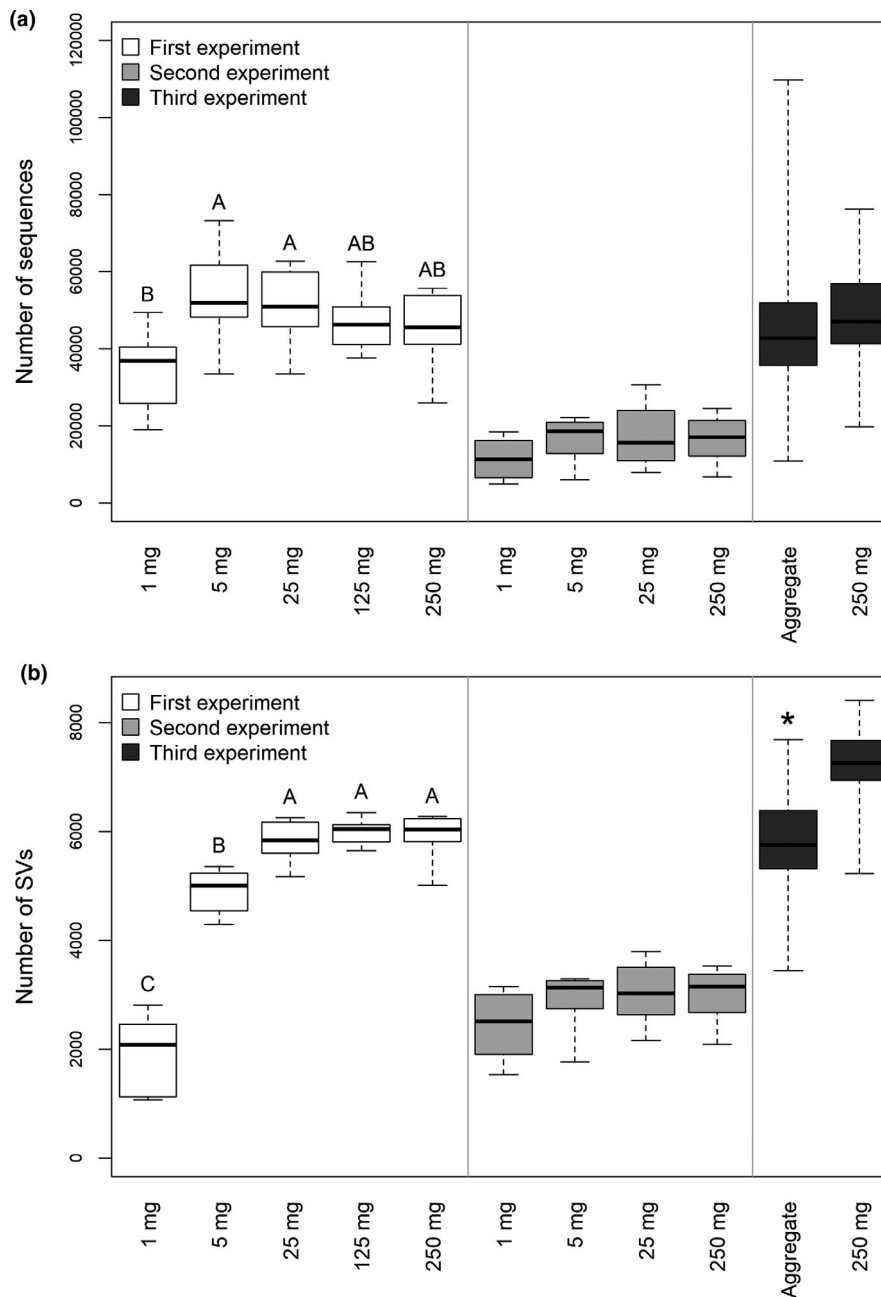 (a)
First experiment
Second experiment
Third experiment
Number of sequences
120000
100000
80000
60000
40000
20000
0
B
A
A
AB
AB
1 mg
5 mg
25 mg
125 mg
250 mg
1 mg
5 mg
25 mg
250 mg
Aggregate
250 mg
(b)
First experiment
Second experiment
Third experiment
Number of SVs
8000
6000
4000
2000
0
C
B
A
A
A
*
1 mg
5 mg
25 mg
125 mg
250 mg
1 mg
5 mg
25 mg
250 mg
Aggregate
250 mg